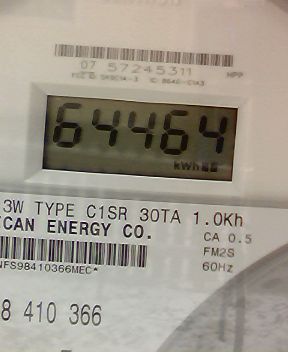 07 57245311 HPP
64464
kWh
3W TYPE C1SR 30TA 1.0Kh
CAN ENERGY CO.
CA 0.5
FM2S
60Hz
NFS98410366MEC*
8 410 366